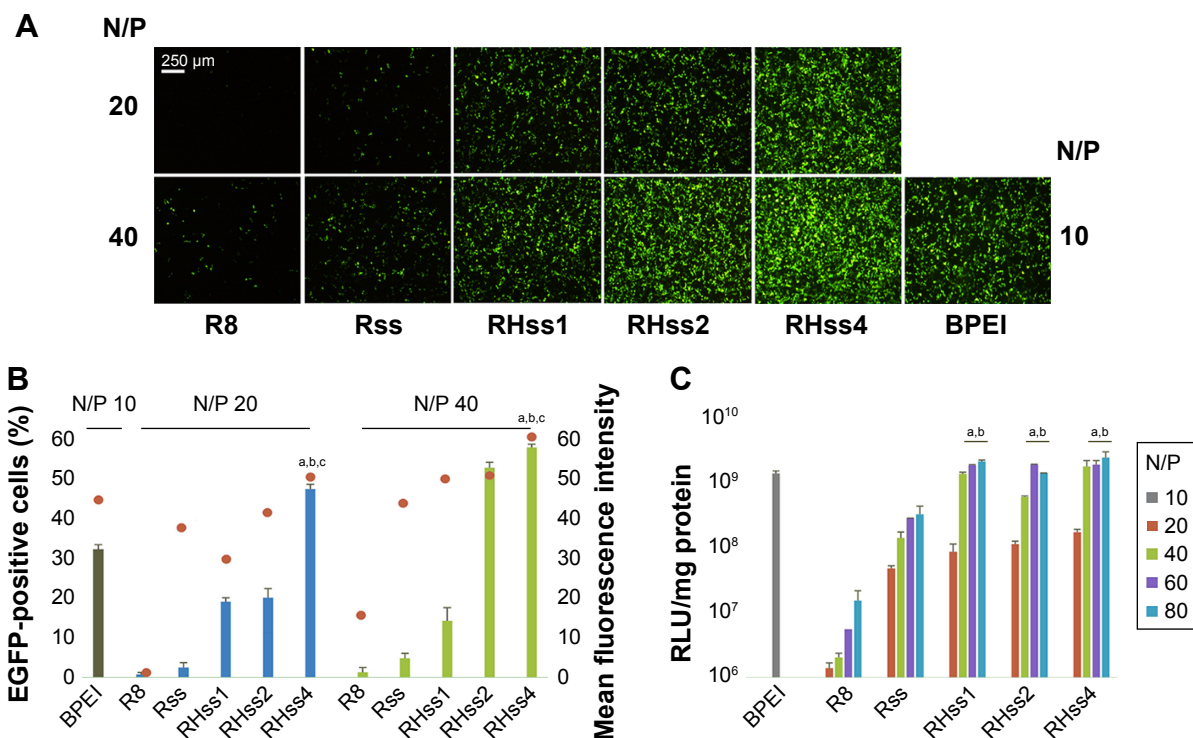 A
N/P
250 µm
20
N/P
40
10
R8 Rss RHss1 RHss2 RHss4 BPEI
B
N/P 10 N/P 20 N/P 40
EGFP-positive cells (%)
60
50
40
30
20
10
0
a,b,c
a,b,c
60
50
40
30
20
10
0
Mean fluorescence intensity
BPEI R8 Rss RHss1 RHss2 RHss4 R8 Rss RHss1 RHss2 RHss4
C
RLU/mg protein
10¹⁰
10⁹
10⁸
10⁷
10⁶
a,b a,b a,b
BPEI R8 Rss RHss1 RHss2 RHss4
N/P
10
20
40
60
80